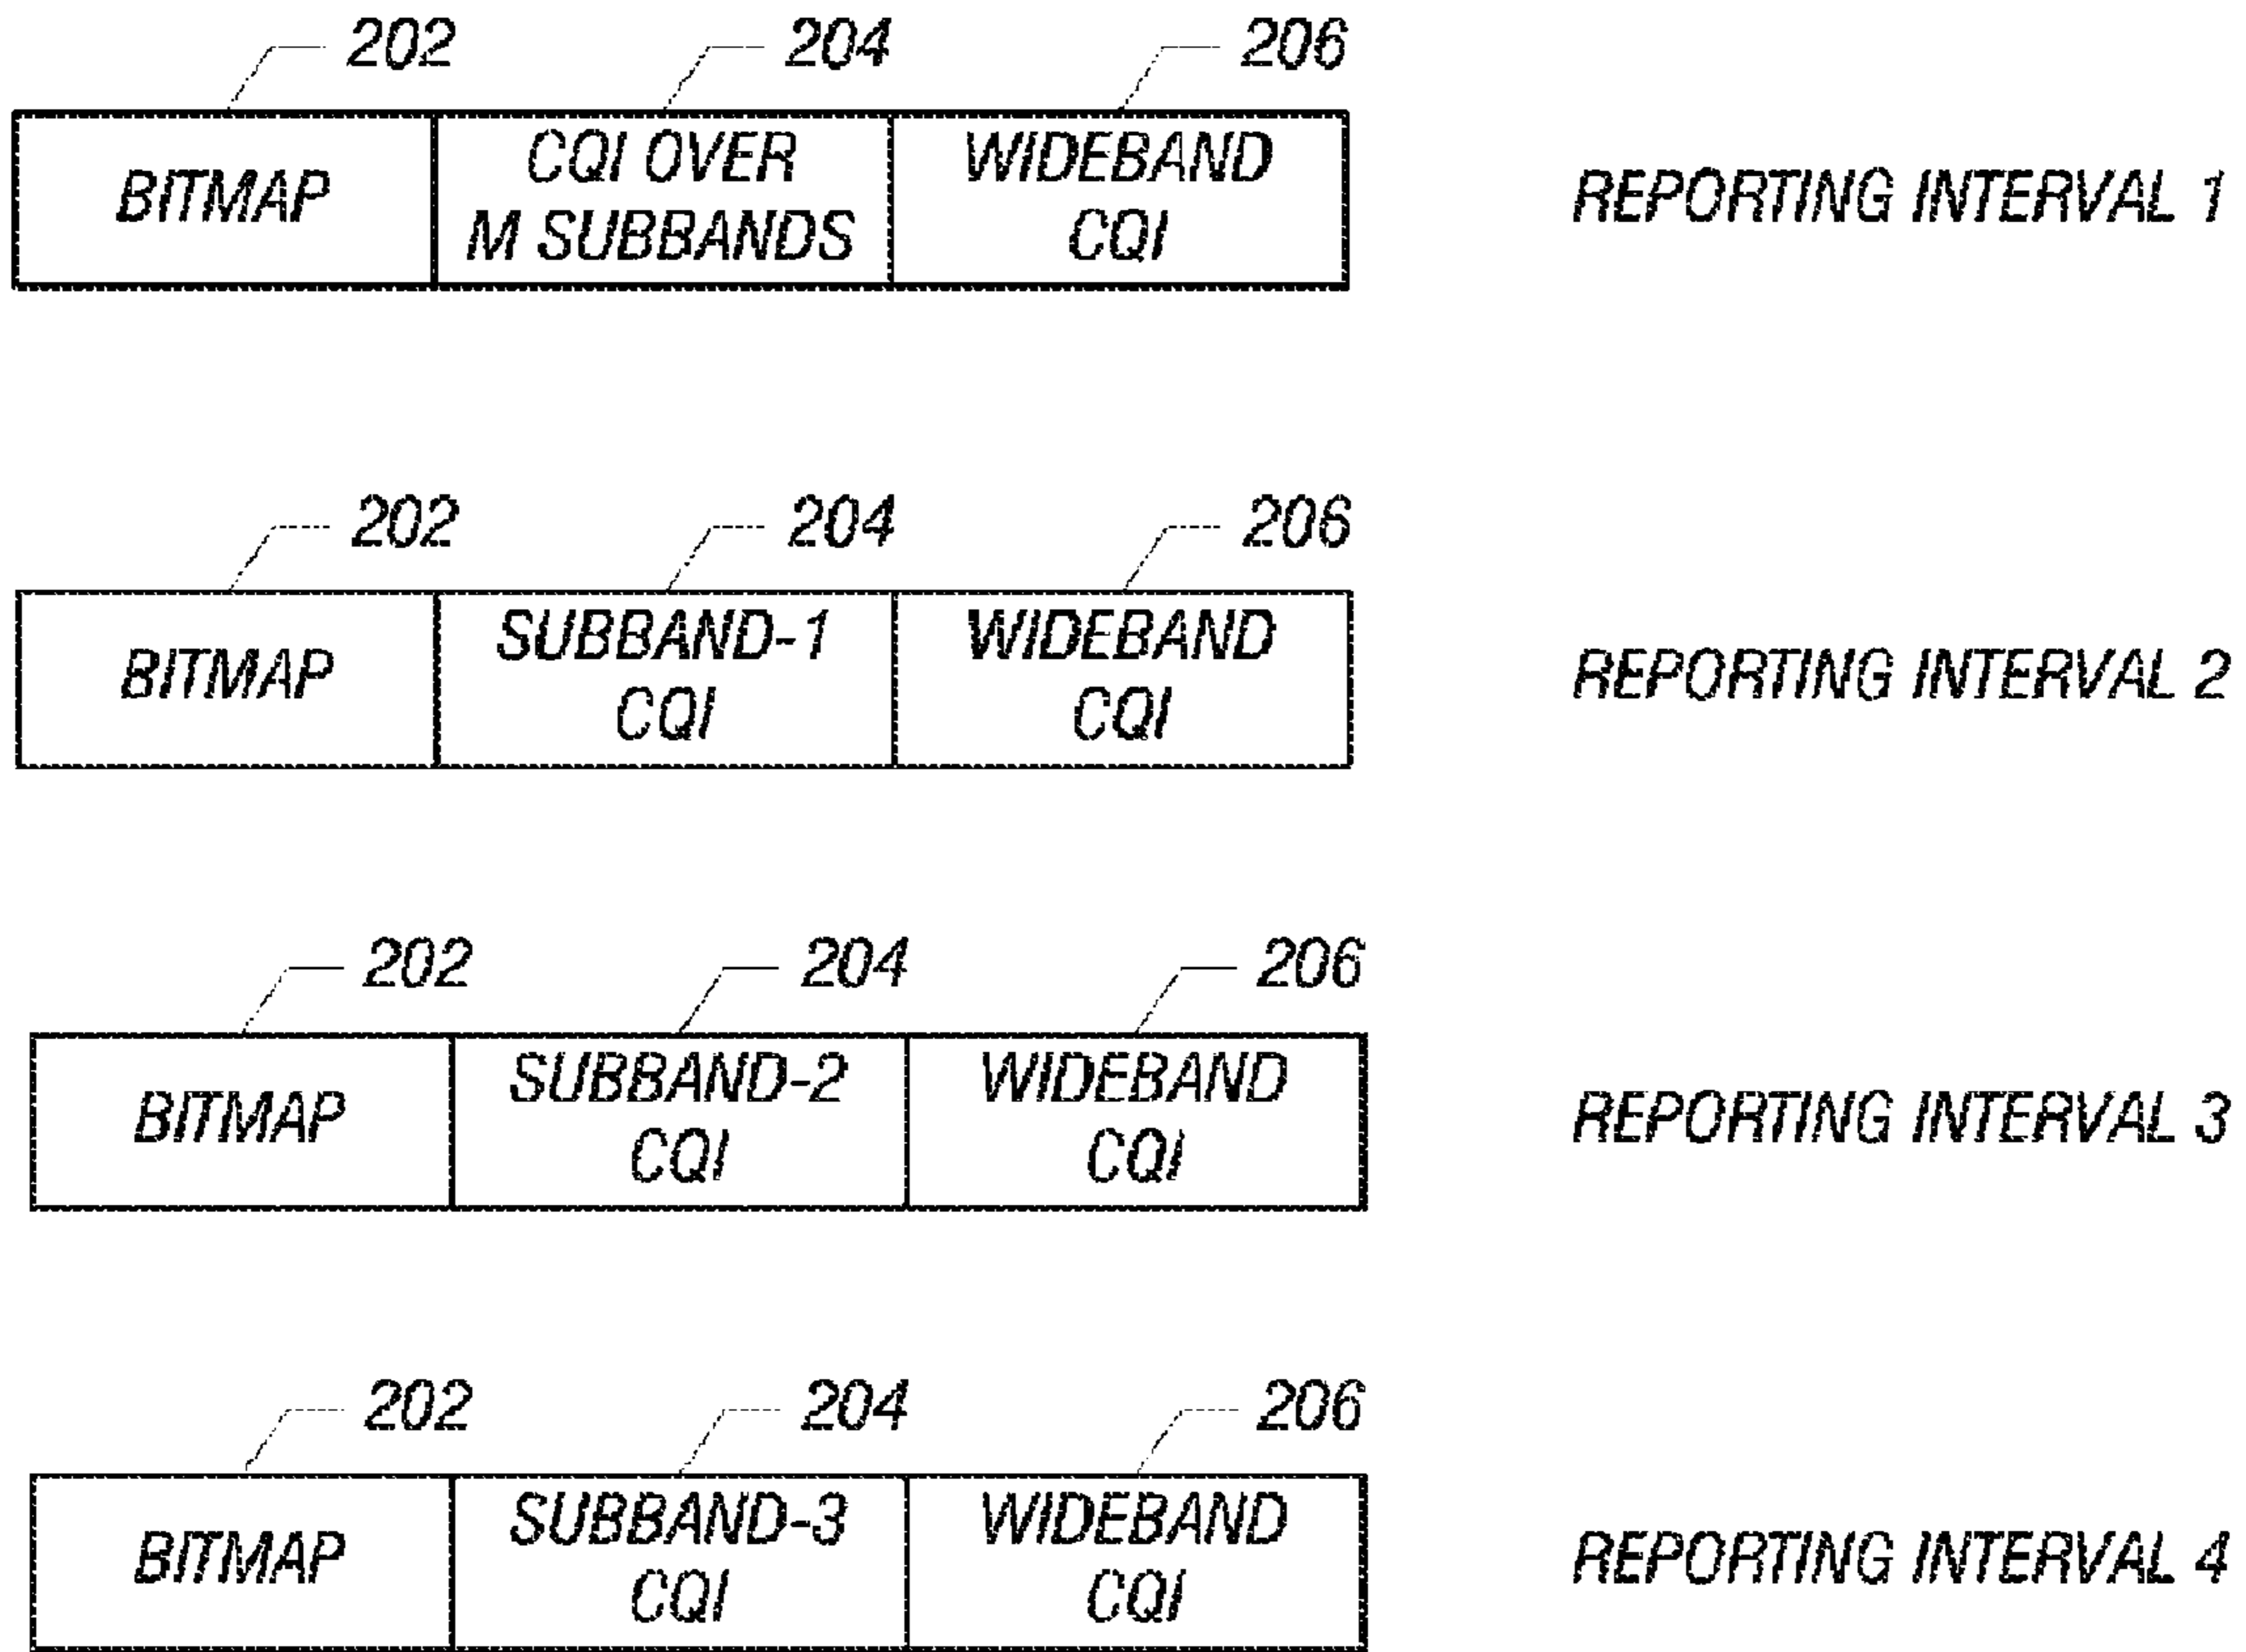 202 204 206
BITMAP CQI OVER M SUBBANDS WIDEBAND CQI REPORTING INTERVAL 1
202 204 206
BITMAP SUBBAND-1 CQI WIDEBAND CQI REPORTING INTERVAL 2
202 204 206
BITMAP SUBBAND-2 CQI WIDEBAND CQI REPORTING INTERVAL 3
202 204 206
BITMAP SUBBAND-3 CQI WIDEBAND CQI REPORTING INTERVAL 4